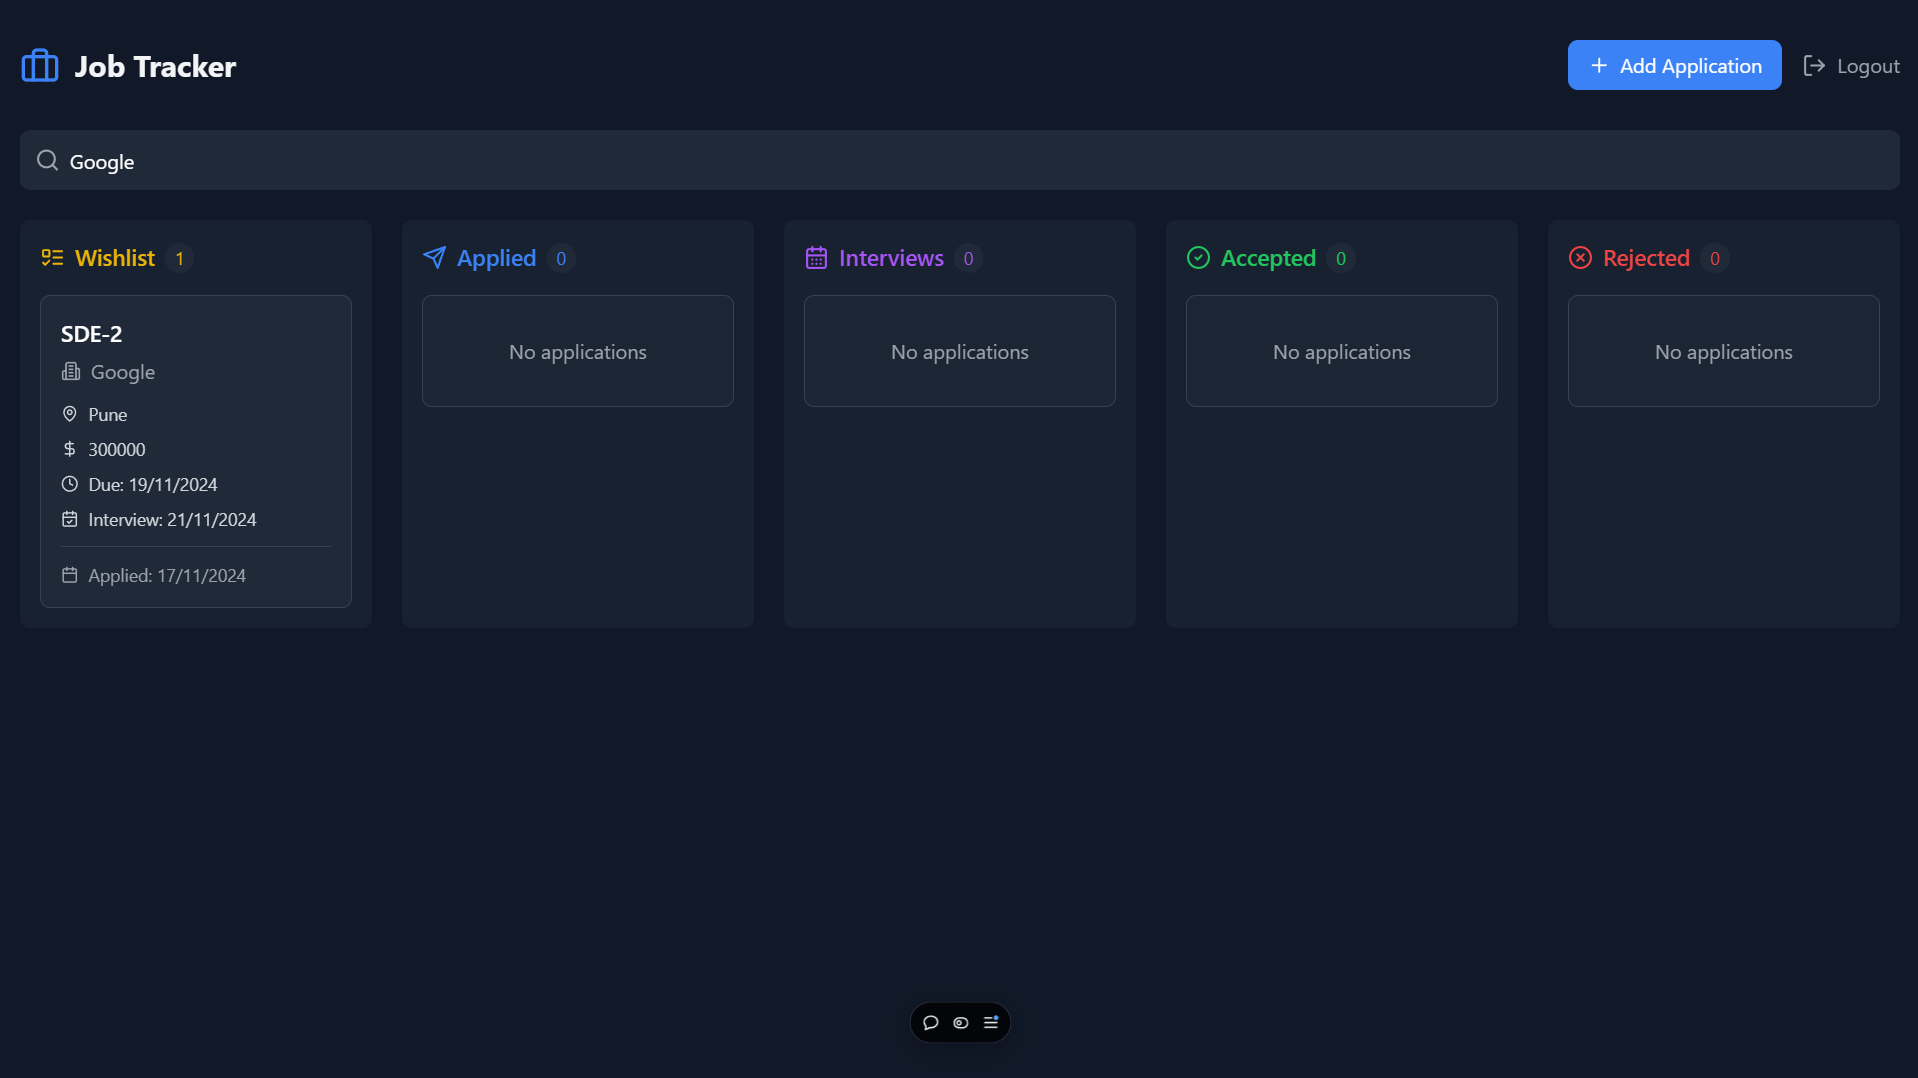 Job Tracker
Add Application
Logout
Google
Wishlist 1
SDE-2
Google
Pune
300000
Due: 19/11/2024
Interview: 21/11/2024
Applied: 17/11/2024
Applied 0
No applications
Interviews 0
No applications
Accepted 0
No applications
Rejected 0
No applications